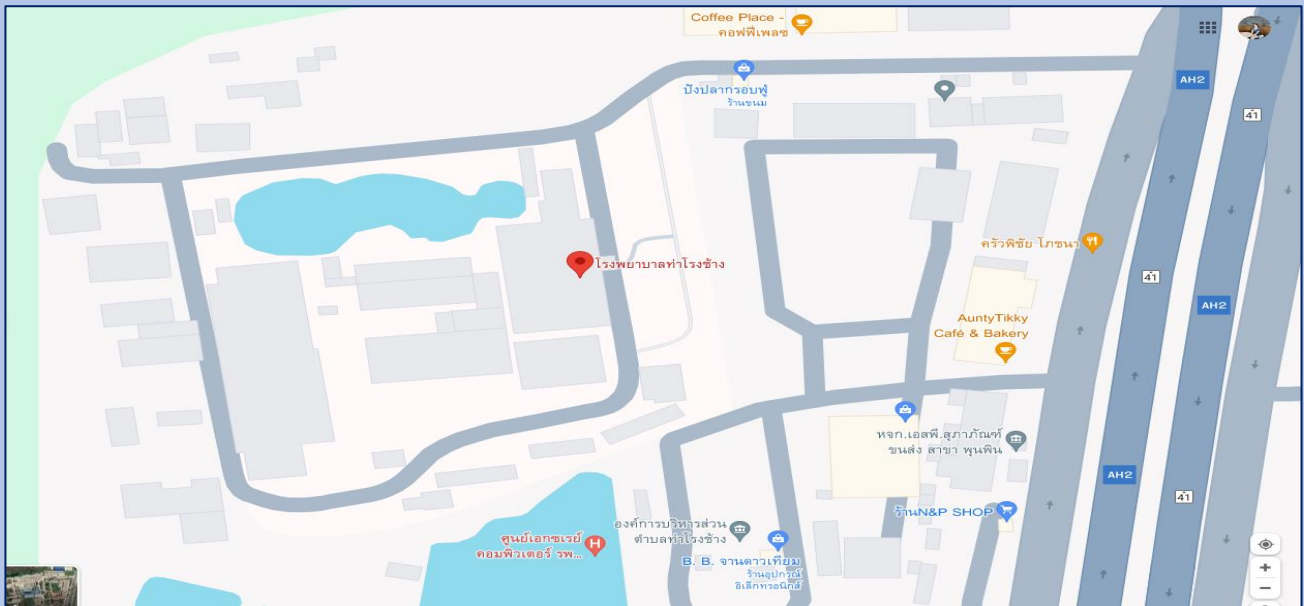 Coffee Place -
คอฟฟี่เพลซ
AH2
ปังปลากรอบฟู
ร้านขนม
41
ครัวพิชัย โภชนา
โรงพยาบาลท่าโรงช้าง
41
AH2
AuntyTikky
Café & Bakery
หจก.เอสพี.สุภาภัณฑ์
ขนส่ง สาขา พุนพิน
AH2
41
ร้านN&P SHOP
องค์การบริหารส่วน
ตำบลท่าโรงช้าง
ศูนย์เอกซเรย์
คอมพิวเตอร์ รพ...
H
B. B. จานดาวเทียม
ร้านอุปกรณ์
อิเล็กทรอนิกส์